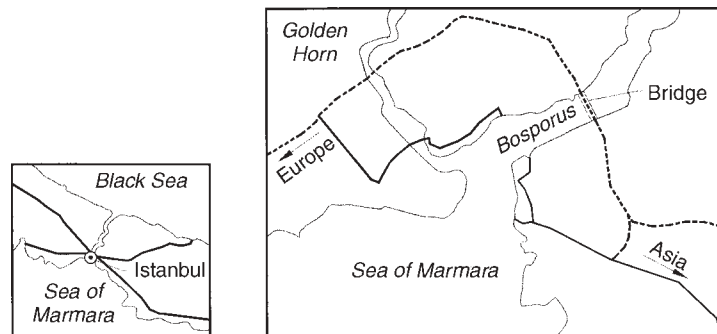 Black Sea
Istanbul
Sea of
Marmara
Golden
Horn
Bridge
Bosporus
Europe
Asia
Sea of Marmara